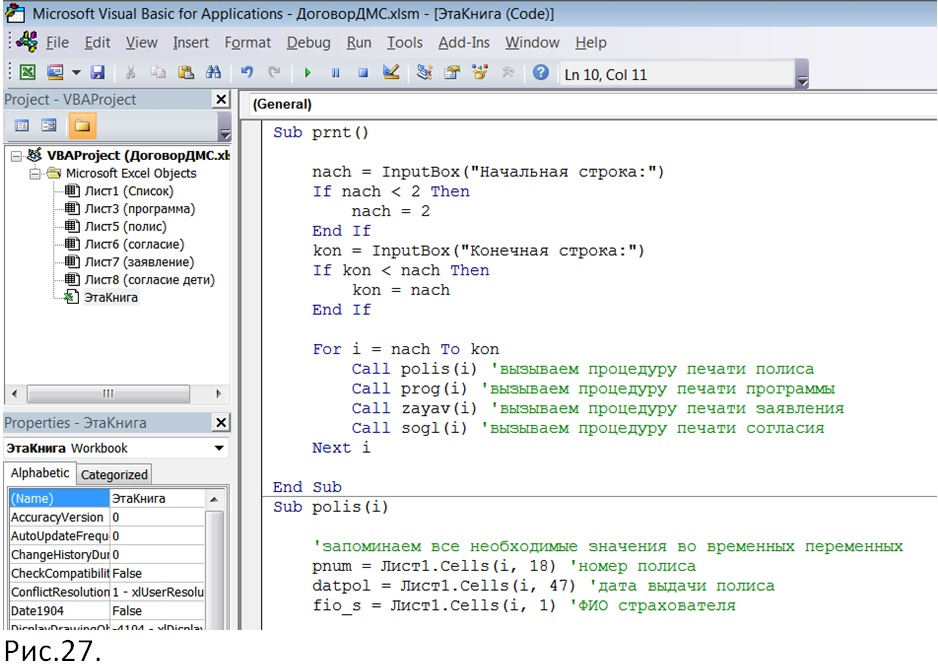 Microsoft Visual Basic for Applications - ДоговорДМС.xlsm - [ЭтаКнига (Code)]
File Edit View Insert Format Debug Run Tools Add-Ins Window Help
Ln 10, Col 11
Project - VBAProject
VBAProject (ДоговорДМС.xl
Microsoft Excel Objects
Лист1 (Список)
Лист3 (программа)
Лист5 (полис)
Лист6 (согласие)
Лист7 (заявление)
Лист8 (согласие дети)
ЭтаКнига
Properties - ЭтаКнига
ЭтаКнига Workbook
Alphabetic Categorized
(Name) ЭтаКнига
AccuracyVersion 0
AutoUpdateFrequ 0
ChangeHistoryDur 0
CheckCompatibilit False
ConflictResolution 1 - xlUserResolu
Date1904 False
DisplayDrawingOb -4104 - xlDisplay
(General)
Sub prnt()
nach = InputBox("Начальная строка:")
If nach < 2 Then
nach = 2
End If
kon = InputBox("Конечная строка:")
If kon < nach Then
kon = nach
End If
For i = nach To kon
Call polis(i) 'вызываем процедуру печати полиса
Call prog(i) 'вызываем процедуру печати программы
Call zayav(i) 'вызываем процедуру печати заявления
Call sogl(i) 'вызываем процедуру печати согласия
Next i
End Sub
Sub polis(i)
'запоминаем все необходимые значения во временных переменных
pnum = Лист1.Cells(i, 18) 'номер полиса
datpol = Лист1.Cells(i, 47) 'дата выдачи полиса
fio_s = Лист1.Cells(i, 1) 'ФИО страхователя
Рис.27.